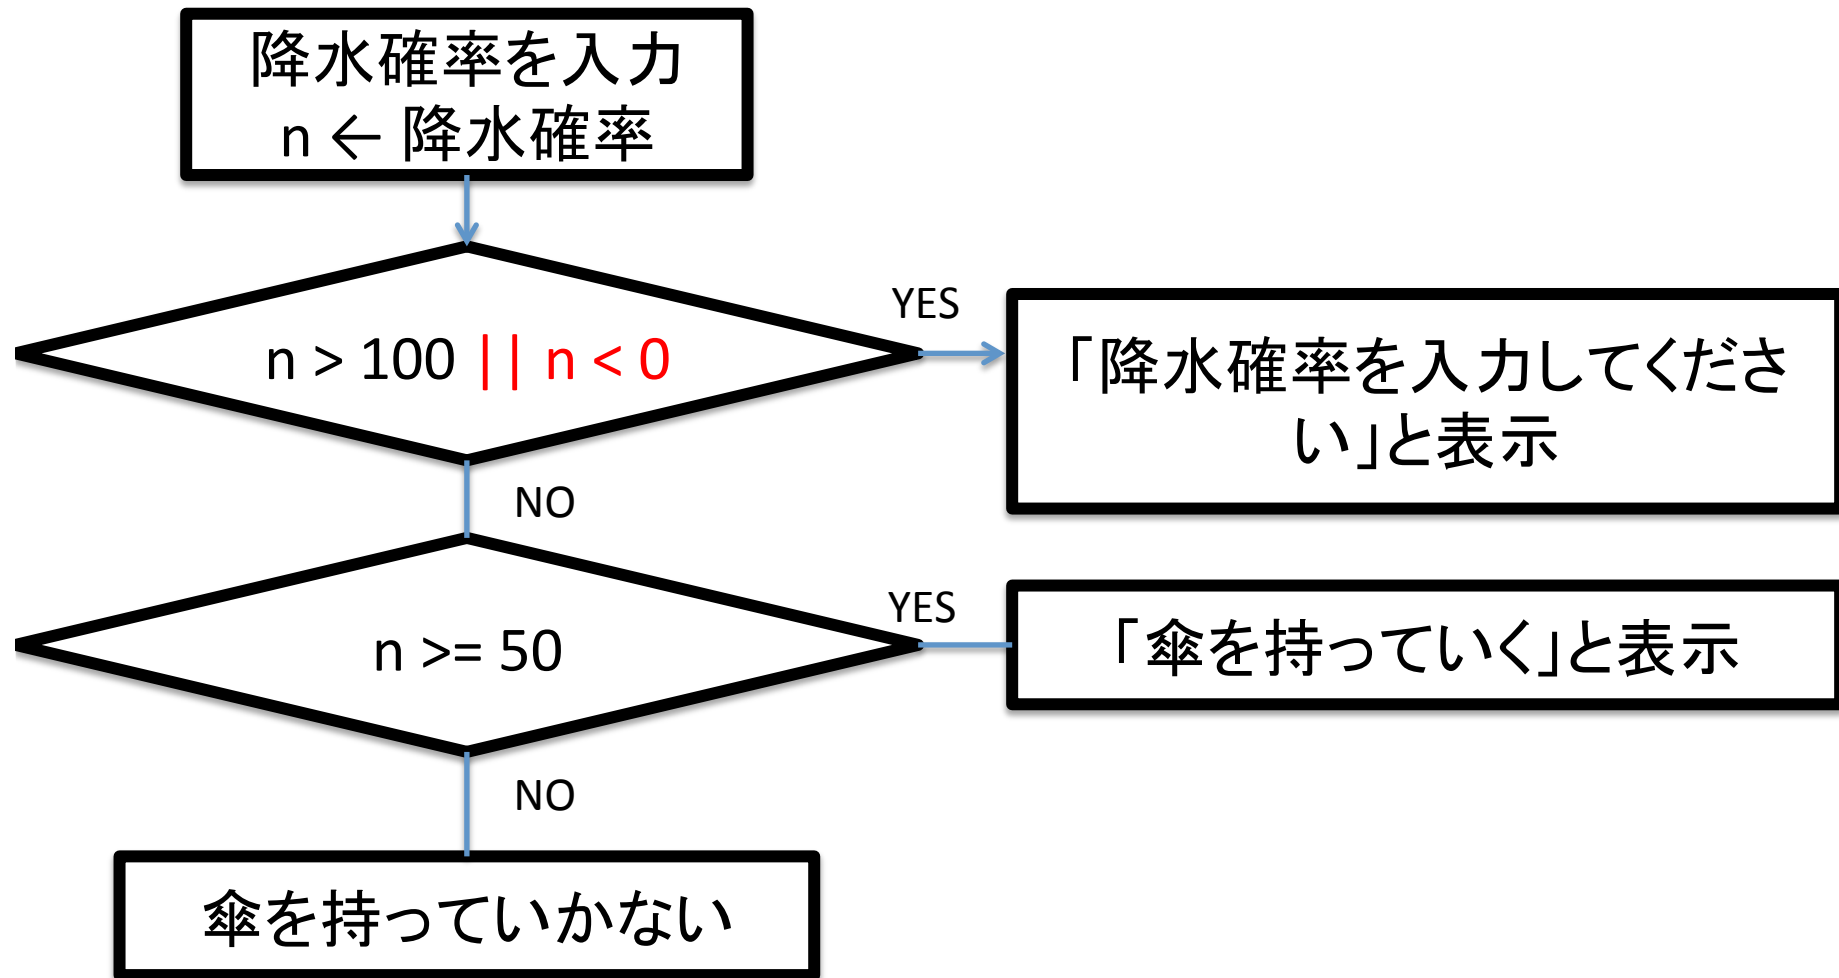 降水確率を入力
n ← 降水確率
n > 100 || n < 0
YES
「降水確率を入力してくださ
い」と表示
NO
n >= 50
YES
「傘を持っていく」と表示
NO
傘を持っていかない